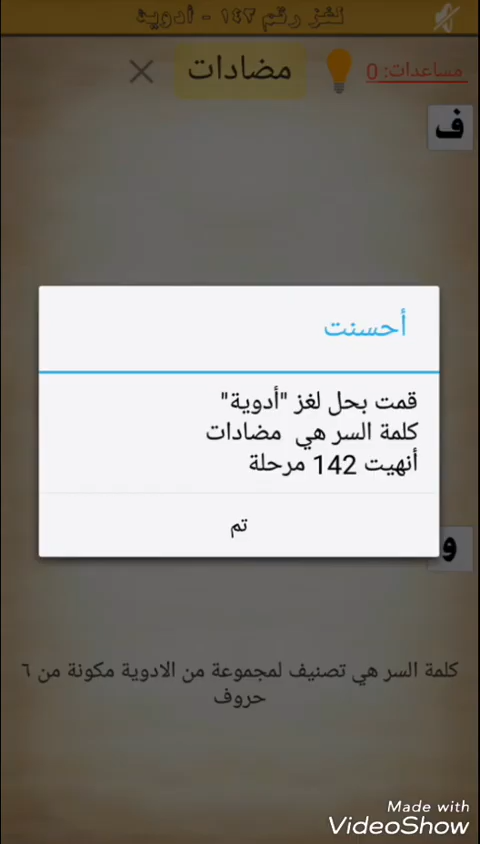 لغز رقم ١٤٢ - أدوية
مساعدات: 0
مضادات
ف
أحسنت
قمت بحل لغز "أدوية"
كلمة السر هي مضادات
أنهيت 142 مرحلة
تم
و
كلمة السر هي تصنيف لمجموعة من الادوية مكونة من ٦
حروف
Made with
VideoShow